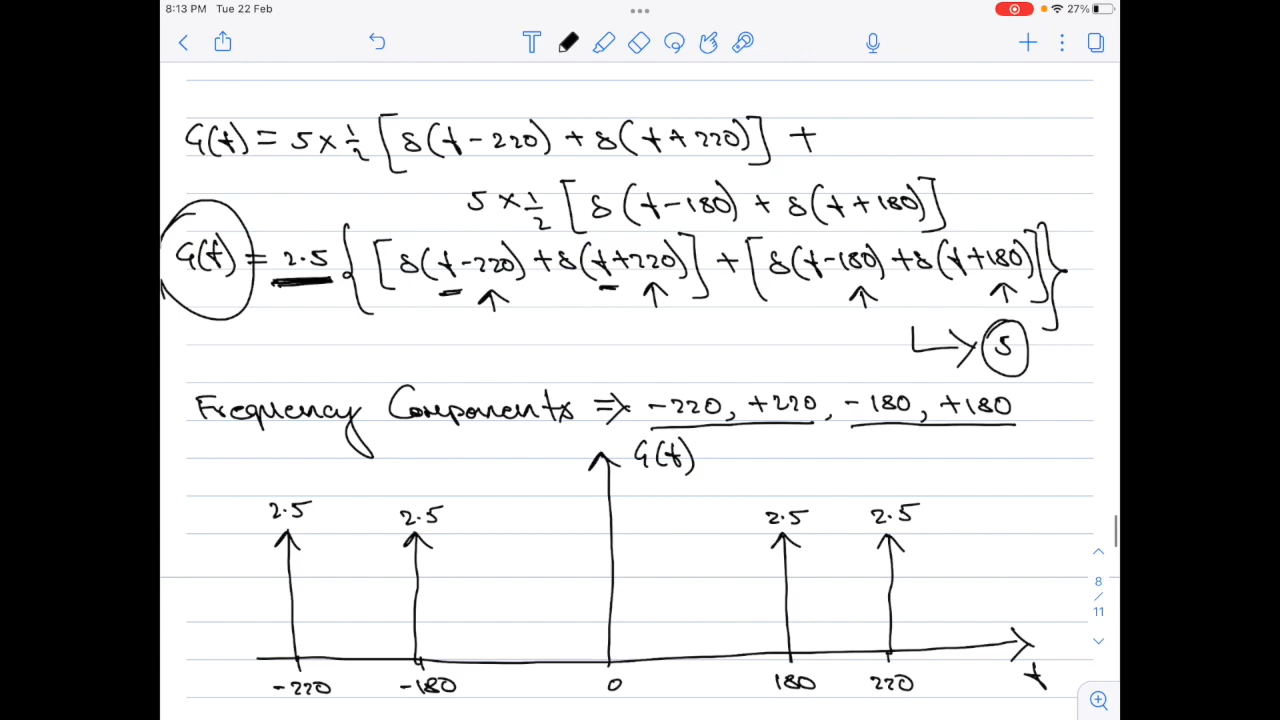 8:13 PM Tue 22 Feb
27%
T
G(f) = 5 × 1/2 [δ(f-220) + δ(f+220)] +
5 × 1/2 [δ(f-180) + δ(f+180)]
G(f) = 2.5 {[δ(f-220) + δ(f+220)] + [δ(f-180) + δ(f+180)]}
↳ 5
Frequency Components ⇒ -220, +220, -180, +180
G(f)
2.5 2.5 2.5 2.5
-220 -180 0 180 220 f
8
/
11